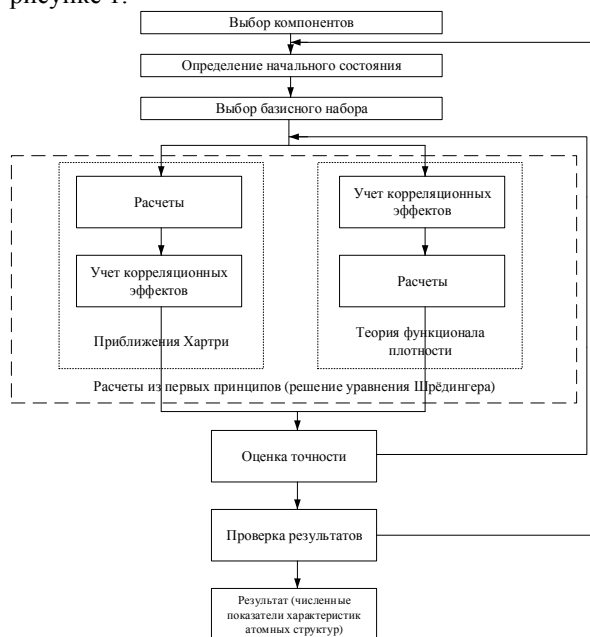 рисунке 1.
Выбор компонентов
Определение начального состояния
Выбор базисного набора
Расчеты
Учет корреляционных
эффектов
Приближения Хартри
Учет корреляционных
эффектов
Расчеты
Теория функционала
плотности
Расчеты из первых принципов (решение уравнения Шрёдингера)
Оценка точности
Проверка результатов
Результат (численные
показатели характеристик
атомных структур)